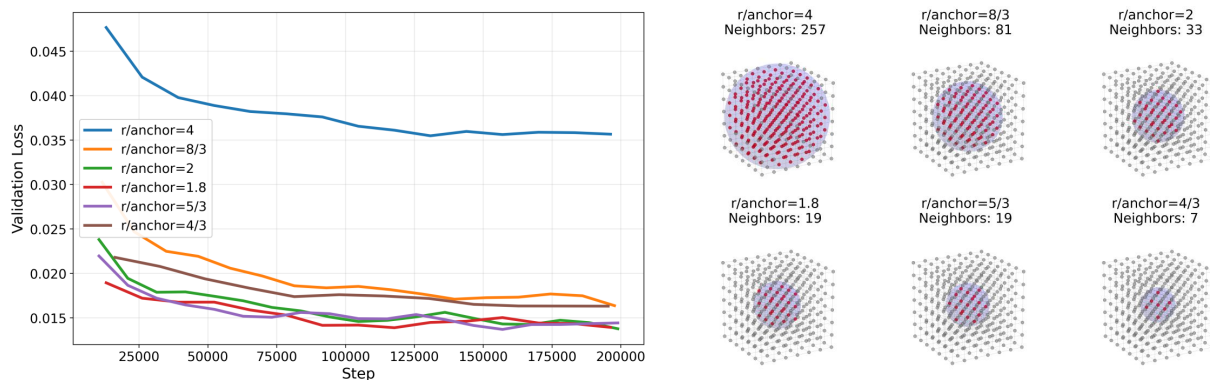 0.045
0.040
0.035
0.030
0.025
0.020
0.015
Validation Loss
r/anchor=4
r/anchor=8/3
r/anchor=2
r/anchor=1.8
r/anchor=5/3
r/anchor=4/3
25000 50000 75000 100000 125000 150000 175000 200000
Step
r/anchor=4
Neighbors: 257
r/anchor=8/3
Neighbors: 81
r/anchor=2
Neighbors: 33
r/anchor=1.8
Neighbors: 19
r/anchor=5/3
Neighbors: 19
r/anchor=4/3
Neighbors: 7